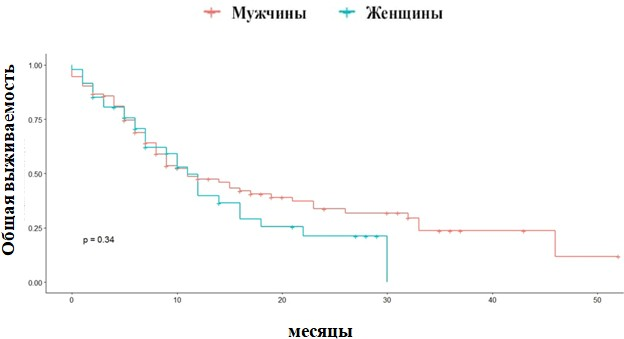 Мужчины Женщины
Общая выживаемость
1.00
0.75
0.50
0.25
0.00
p = 0.34
0 10 20 30 40 50
месяцы